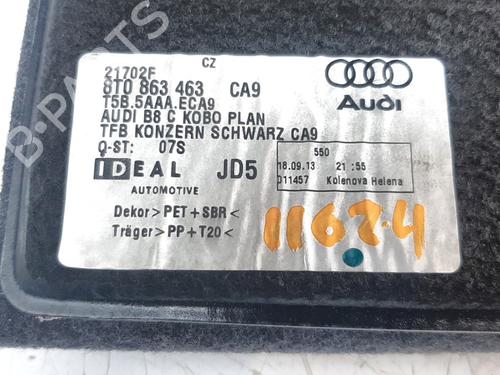 CZ
21702F
8T0 863 463 CA9
T5B.5AAA.ECA9
AUDI B8 C KOBO PLAN
TFB KONZERN SCHWARZ CA9
Q-ST: 07S
IDEAL JD5
AUTOMOTIVE
Dekor>PET+SBR<
Träger>PP+T20<
Audi
550
18.09.13 21:55
D11457 Kolenova Helena
1162.4
B-PARTS